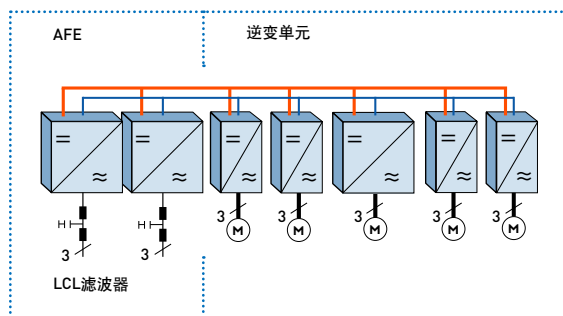 AFE
逆变单元
= =  = = = = =
≈ ≈ ≈ ≈ ≈ ≈ ≈
3 3 3 3 3 3 3
M M M M M
LCL滤波器